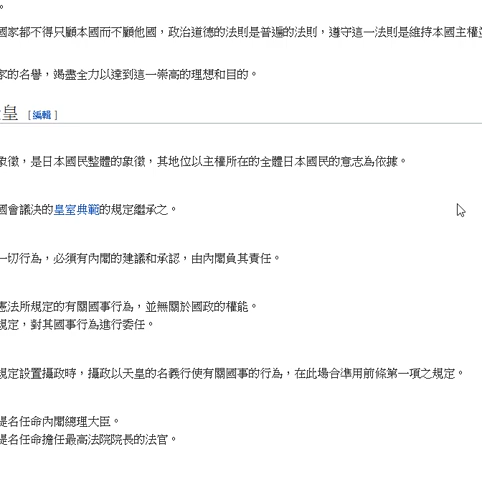 。
國家都不得只顧本國而不顧他國，政治道德的法則是普遍的法則，遵守這一法則是維持本國主權並
家的名譽，竭盡全力以達到這一崇高的理想和目的。
皇 [編輯]
象徵，是日本國民整體的象徵，其地位以主權所在的全體日本國民的意志為依據。
國會議決的皇室典範的規定繼承之。
一切行為，必須有內閣的建議和承認，由內閣負其責任。
憲法所規定的有關國事行為，並無關於國政的權能。
規定，對其國事行為進行委任。
規定設置攝政時，攝政以天皇的名義行使有關國事的行為，在此場合準用前條第一項之規定。
提名任命內閣總理大臣。
提名任命擔任最高法院院長的法官。